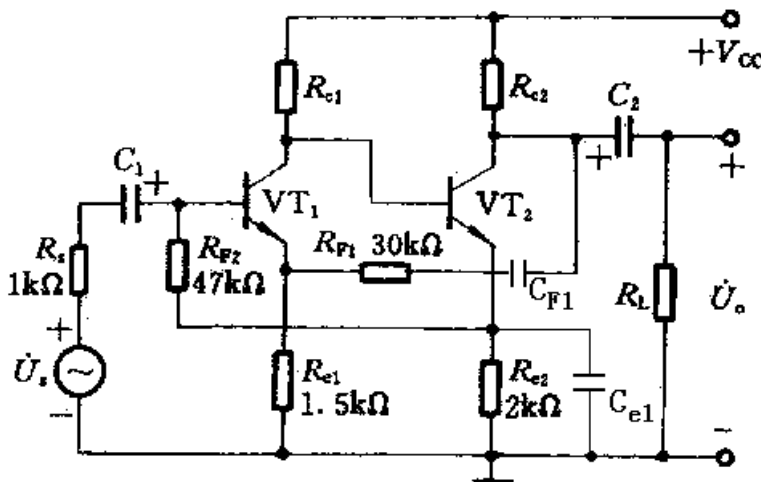 +V_CC
R_c1
R_c2
C_2
+
+
C_1
+
VT_1
VT_2
R_s
1kΩ
R_F2
47kΩ
R_F1
30kΩ
C_F1
R_L
U̇_o
+
U̇_s
−
R_e1
1.5kΩ
R_e2
2kΩ
C_e1
−